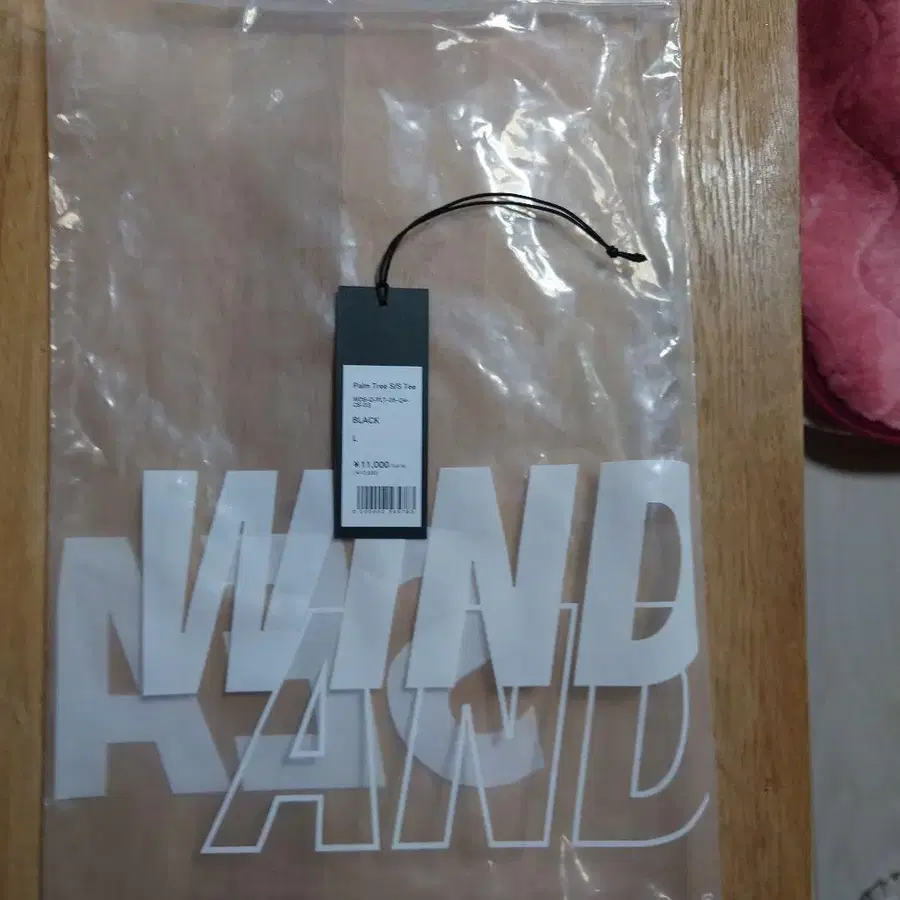 Palm Tree S/S Tee
BLACK
L
¥11,000
WIND
AND
SEA